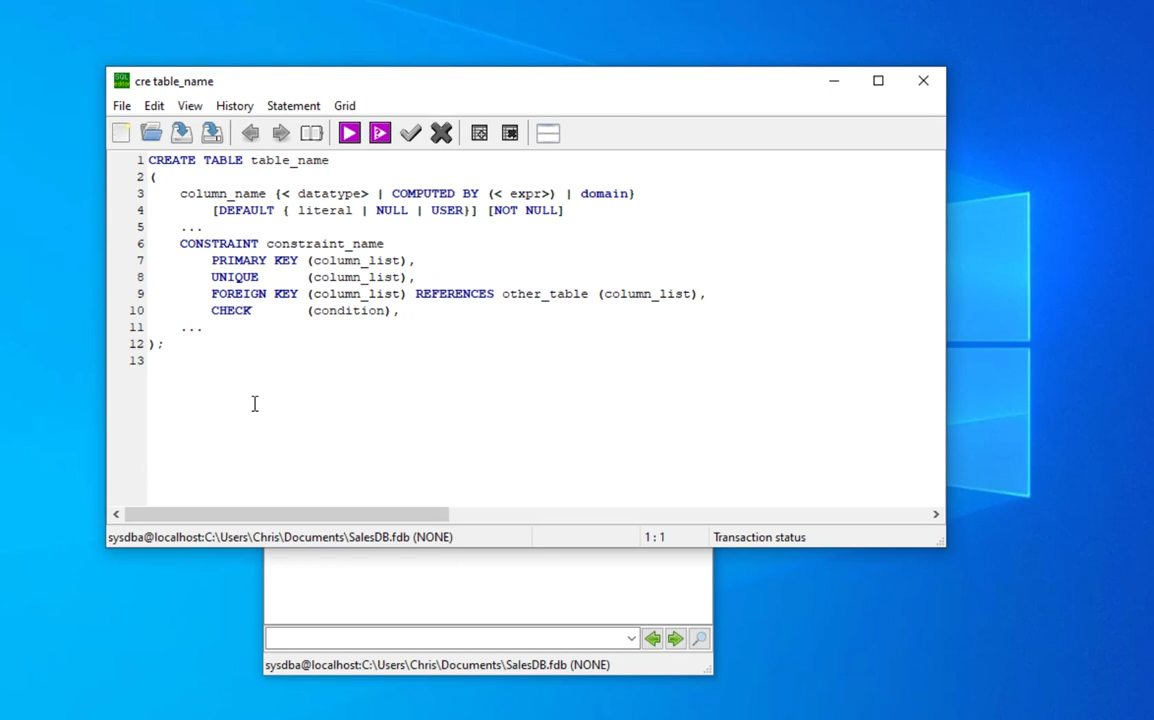 cre table_name
File Edit View History Statement Grid
1 CREATE TABLE table_name
2 (
3 column_name {< datatype> | COMPUTED BY (< expr>) | domain}
4 [DEFAULT { literal | NULL | USER}] [NOT NULL]
5 ...
6 CONSTRAINT constraint_name
7 PRIMARY KEY (column_list),
8 UNIQUE (column_list),
9 FOREIGN KEY (column_list) REFERENCES other_table (column_list),
10 CHECK (condition),
11 ...
12 );
13
sysdba@localhost:C:\Users\Chris\Documents\SalesDB.fdb (NONE) 1 : 1 Transaction status
sysdba@localhost:C:\Users\Chris\Documents\SalesDB.fdb (NONE)